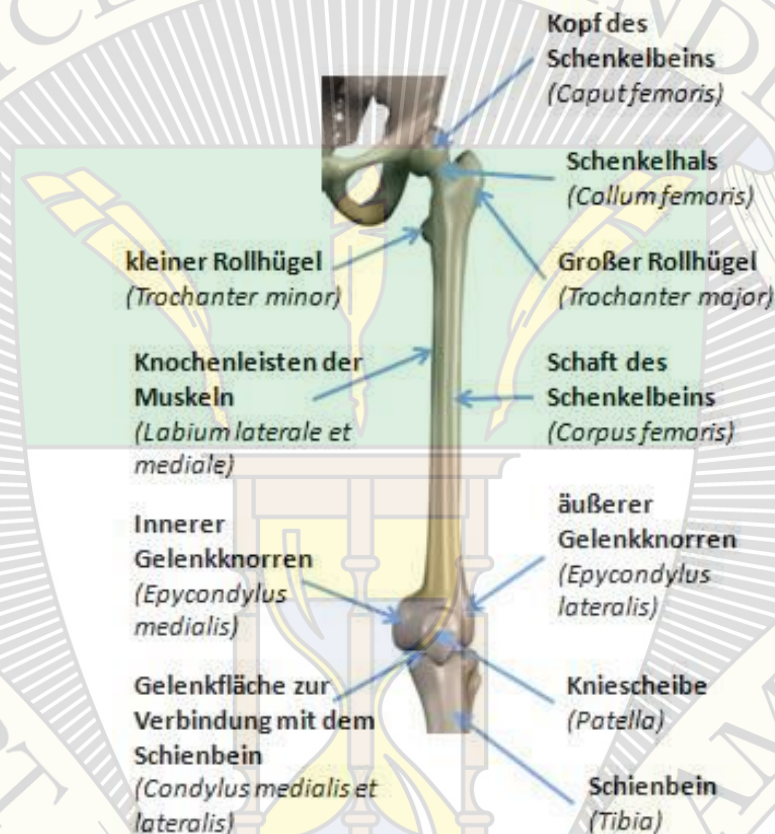 Kopf des
Schenkelbeins
(Caput femoris)
Schenkelhals
(Collum femoris)
kleiner Rollhügel
(Trochanter minor)
Großer Rollhügel
(Trochanter major)
Knochenleisten der
Muskeln
(Labium laterale et
mediale)
Schaft des
Schenkelbeins
(Corpus femoris)
Innerer
Gelenkknorren
(Epycondylus
medialis)
äußerer
Gelenkknorren
(Epycondylus
lateralis)
Gelenkfläche zur
Verbindung mit dem
Schienbein
(Condylus medialis et
lateralis)
Kniescheibe
(Patella)
Schienbein
(Tibia)